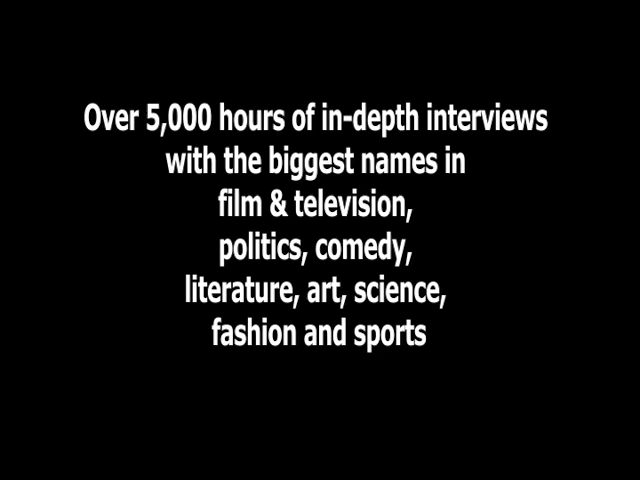 Over 5,000 hours of in-depth interviews
with the biggest names in
film & television,
politics, comedy,
literature, art, science,
fashion and sports